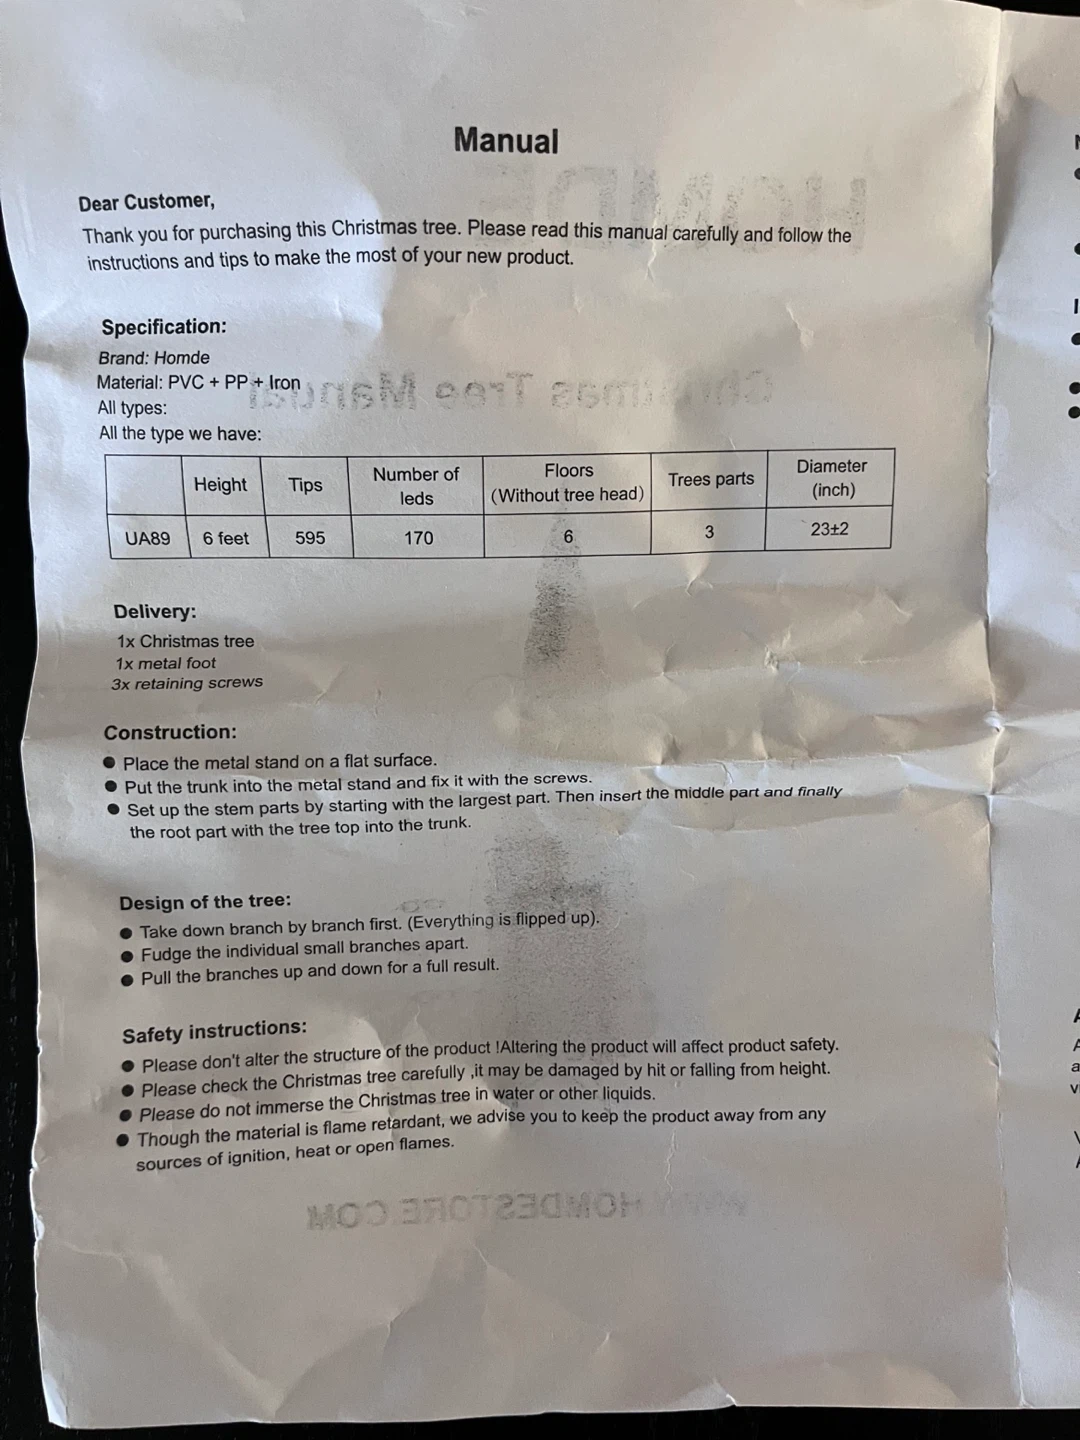 Manual
Dear Customer,
Thank you for purchasing this Christmas tree. Please read this manual carefully and follow the
instructions and tips to make the most of your new product.
Specification:
Brand: Homde
Material: PVC + PP + Iron
All types:
All the type we have:
Height Tips Number of leds Floors (Without tree head) Trees parts Diameter (inch)
UA89 6 feet 595 170 6 3 23±2
Delivery:
1x Christmas tree
1x metal foot
3x retaining screws
Construction:
● Place the metal stand on a flat surface.
● Put the trunk into the metal stand and fix it with the screws.
● Set up the stem parts by starting with the largest part. Then insert the middle part and finally
the root part with the tree top into the trunk.
Design of the tree:
● Take down branch by branch first. (Everything is flipped up).
● Fudge the individual small branches apart.
● Pull the branches up and down for a full result.
Safety instructions:
● Please don't alter the structure of the product !Altering the product will affect product safety.
● Please check the Christmas tree carefully ,it may be damaged by hit or falling from height.
● Please do not immerse the Christmas tree in water or other liquids.
● Though the material is flame retardant, we advise you to keep the product away from any
sources of ignition, heat or open flames.
HOMDE
Christmas Tree Manual
WWW.HOMDESTORE.COM